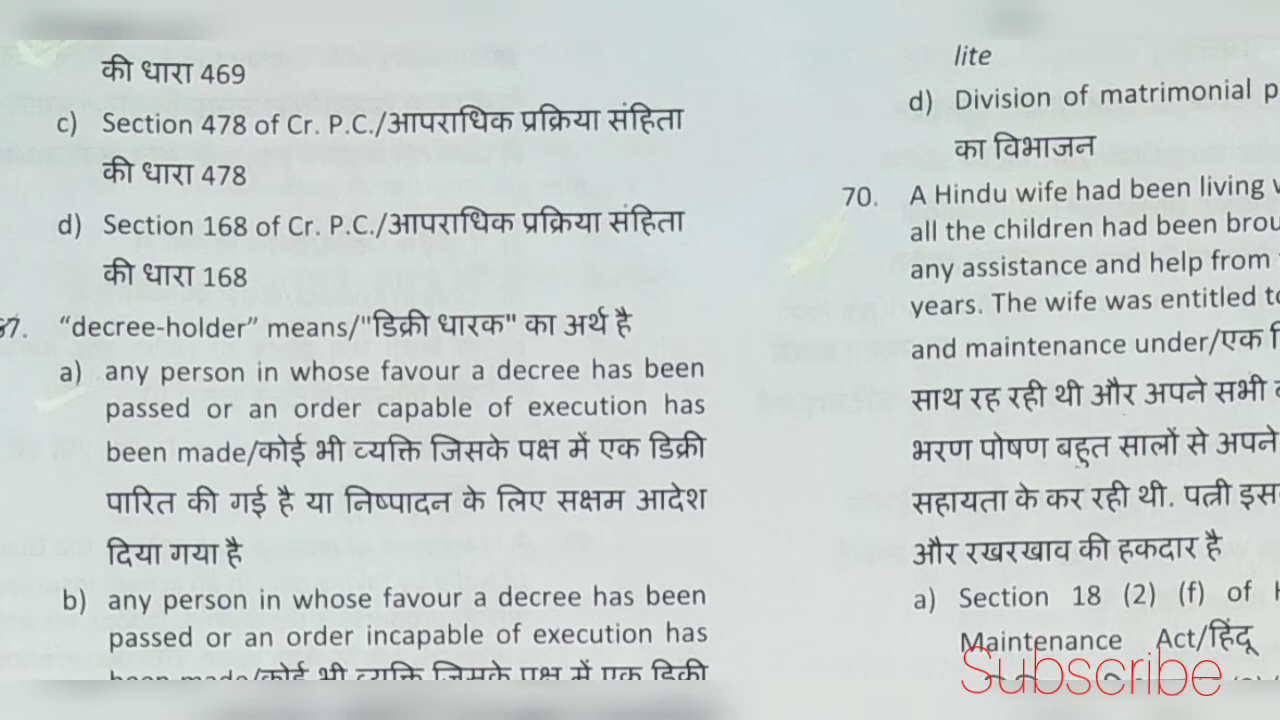 की धारा 469
c) Section 478 of Cr. P.C./आपराधिक प्रक्रिया संहिता
की धारा 478
d) Section 168 of Cr. P.C./आपराधिक प्रक्रिया संहिता
की धारा 168
"decree-holder" means/"डिक्री धारक" का अर्थ है
a) any person in whose favour a decree has been
passed or an order capable of execution has
been made/कोई भी व्यक्ति जिसके पक्ष में एक डिक्री
पारित की गई है या निष्पादन के लिए सक्षम आदेश
दिया गया है
b) any person in whose favour a decree has been
passed or an order incapable of execution has
been made/कोई भी व्यक्ति जिसके पक्ष में एक डिक्री
lite
d) Division of matrimonial
का विभाजन
70. A Hindu wife had been living
all the children had been
any assistance and help from
years. The wife was entitled
and maintenance under/एक
साथ रह रही थी और अपने सभी
भरण पोषण बहुत सालों से अपने
सहायता के कर रही थी. पत्नी
और रखरखाव की हकदार है
a) Section 18 (2) (f) of
Maintenance Act/हिंदू
Subscribe